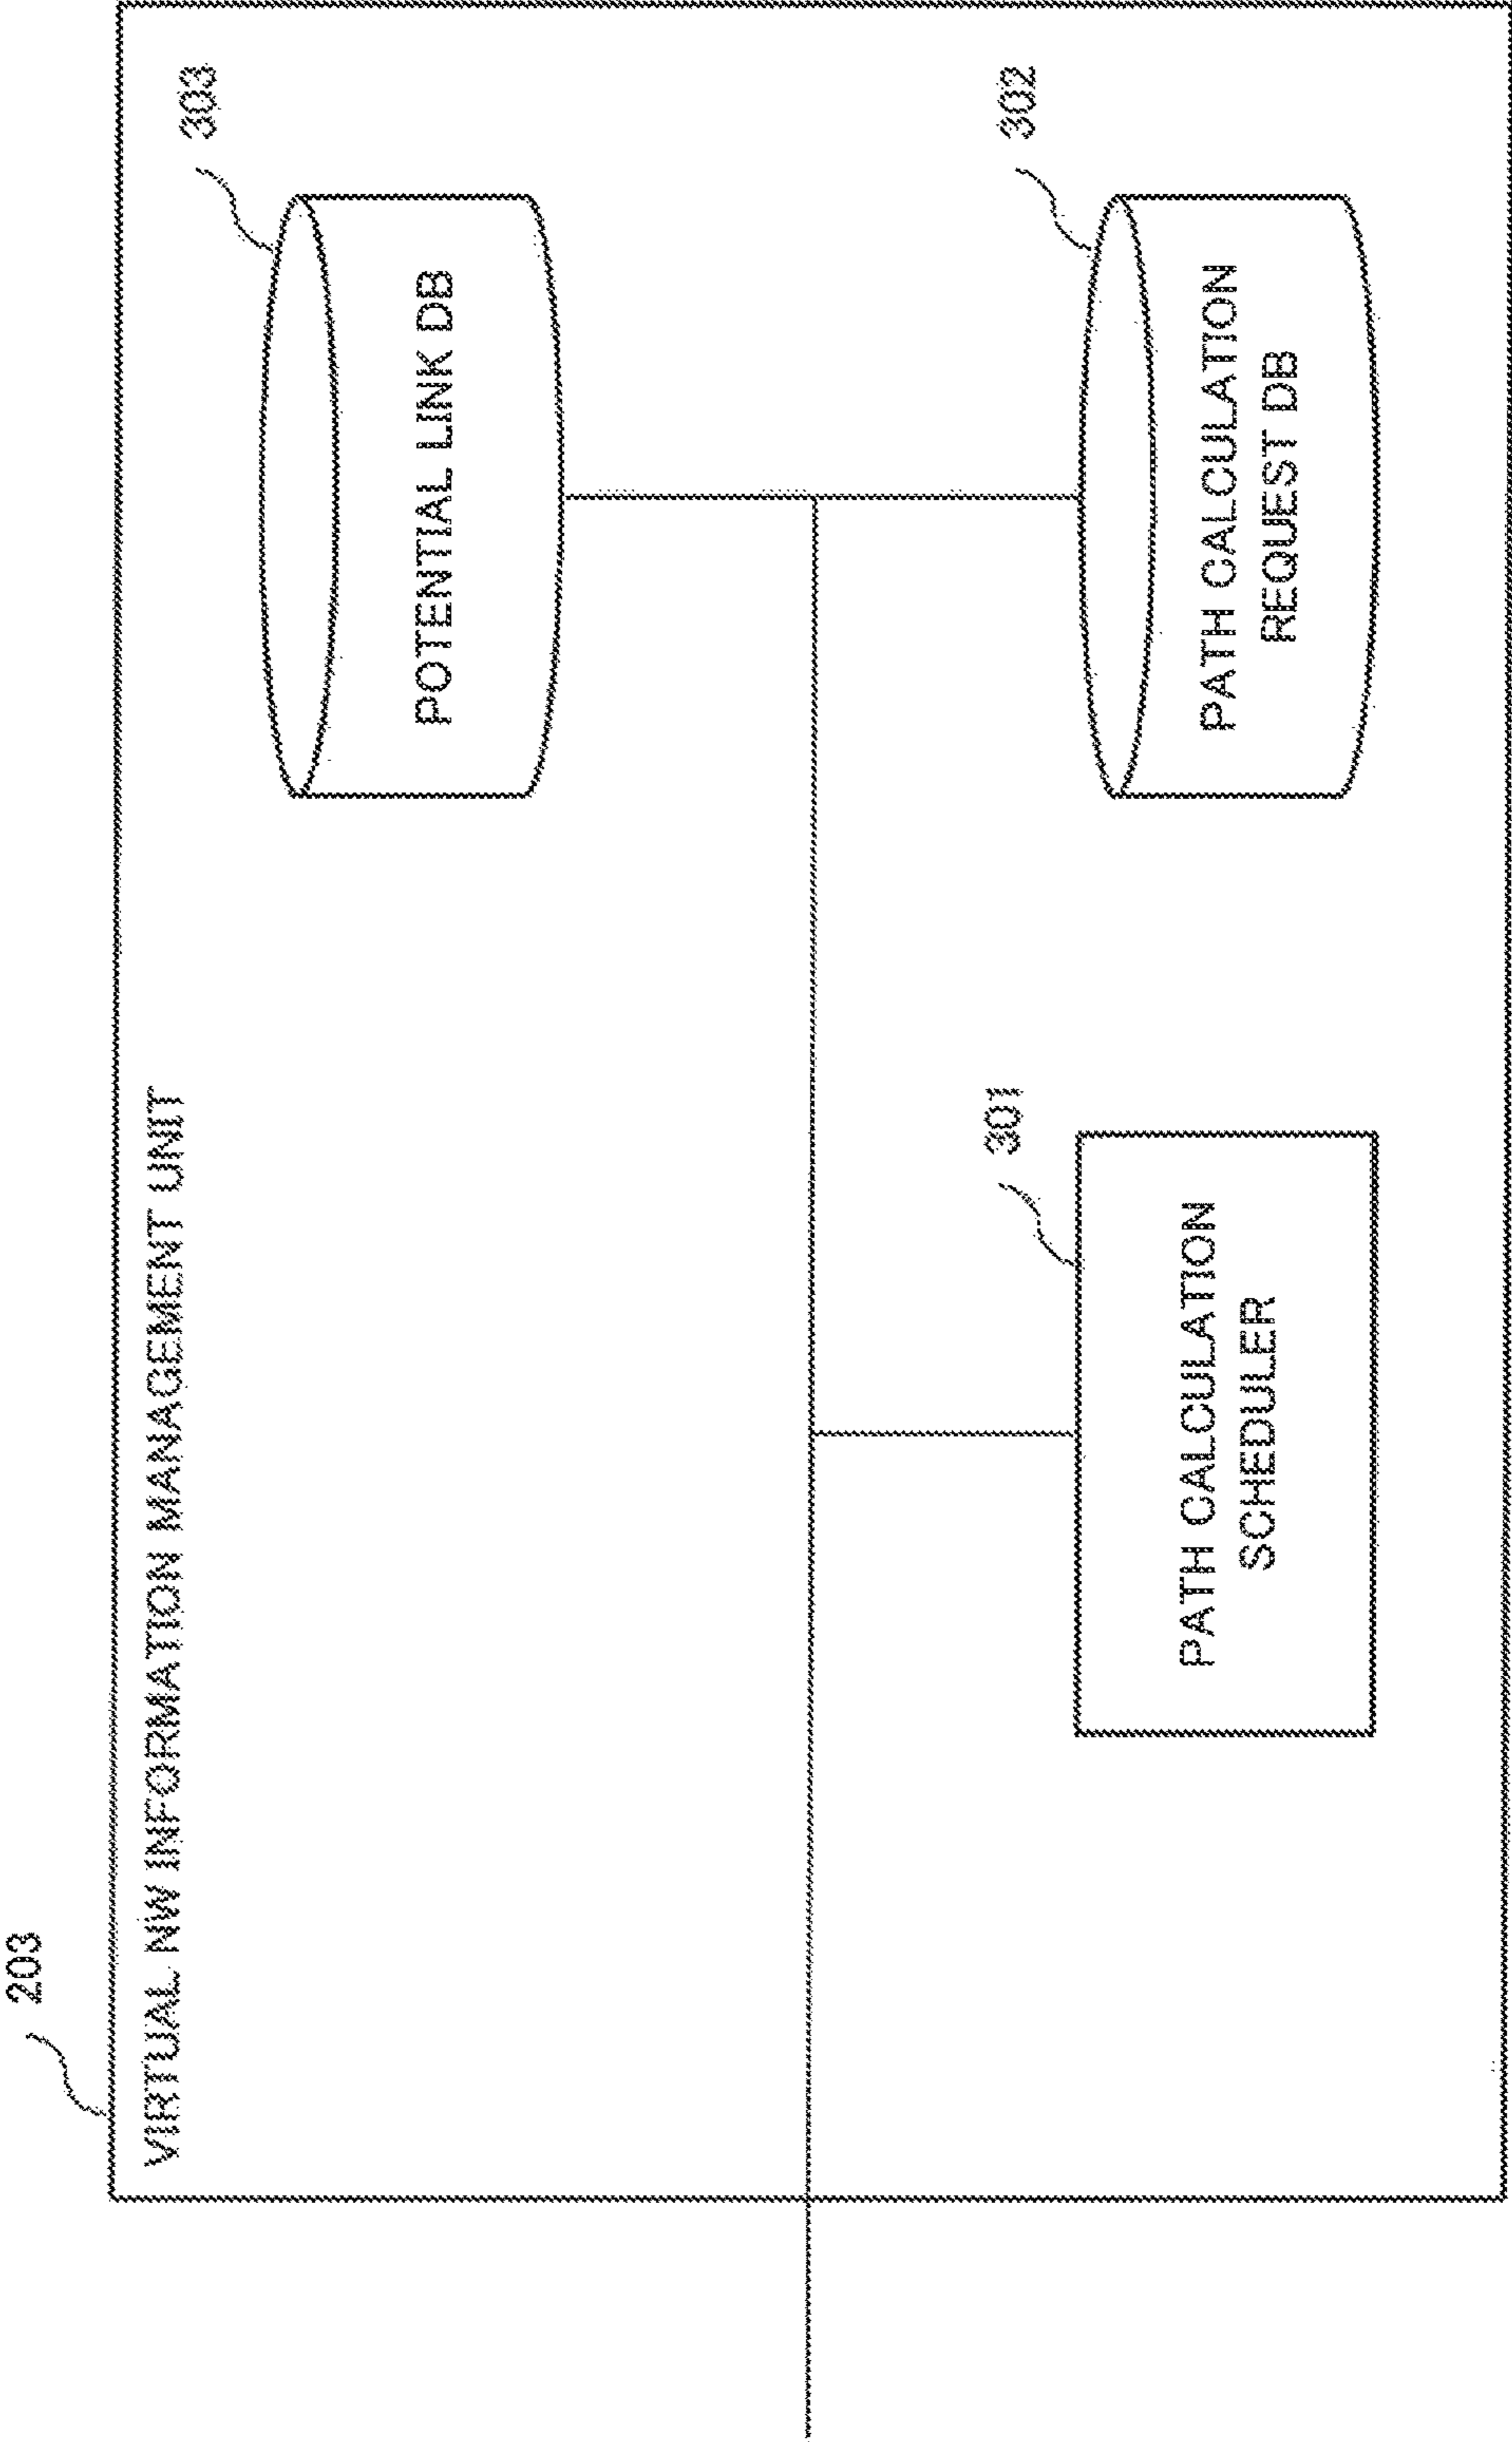 203
VIRTUAL NW INFORMATION MANAGEMENT UNIT
303
POTENTIAL LINK DB
301
PATH CALCULATION
SCHEDULER
302
PATH CALCULATION
REQUEST DB